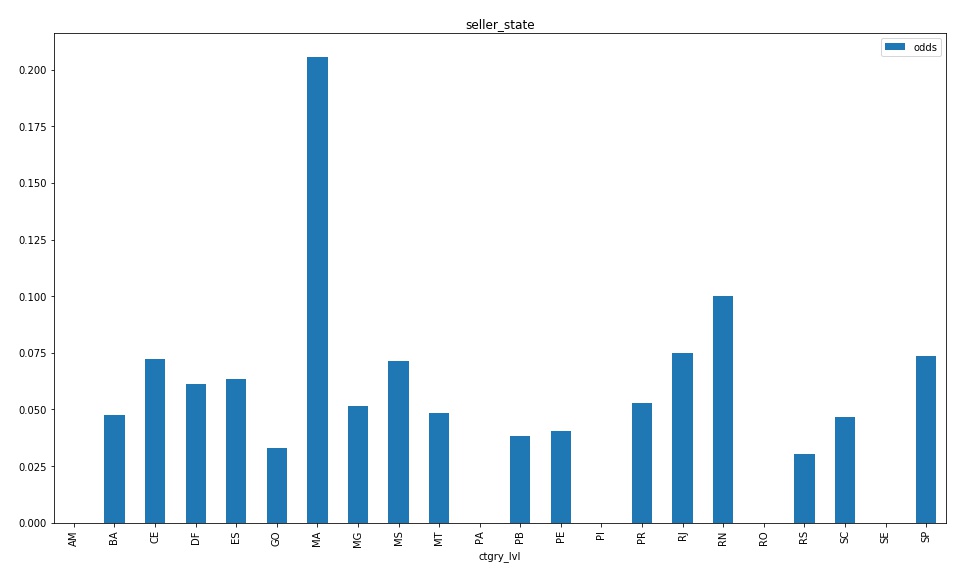 seller_state
odds
0.200
0.175
0.150
0.125
0.100
0.075
0.050
0.025
0.000
AM BA CE DF ES GO MA MG MS MT PA PB PE PI PR RJ RN RO RS SC SE SP
ctgry_lvl